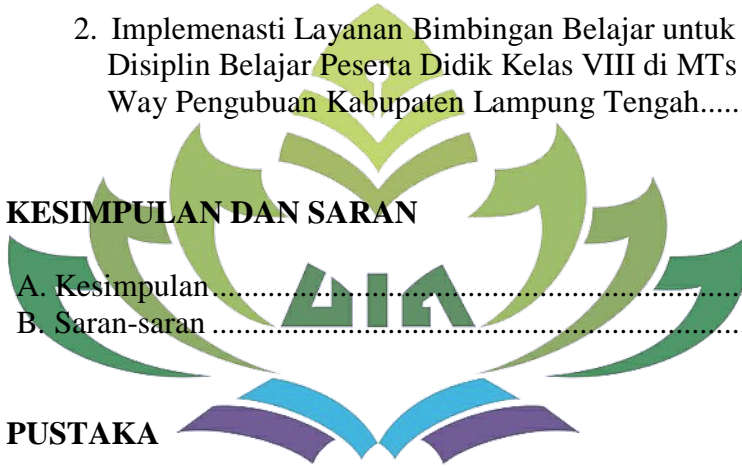 2. Implemenasti Layanan Bimbingan Belajar untuk
Disiplin Belajar Peserta Didik Kelas VIII di MTs
Way Pengubuan Kabupaten Lampung Tengah.....
KESIMPULAN DAN SARAN
A. Kesimpulan..................................................................
B. Saran-saran ..................................................................
UIN
PUSTAKA